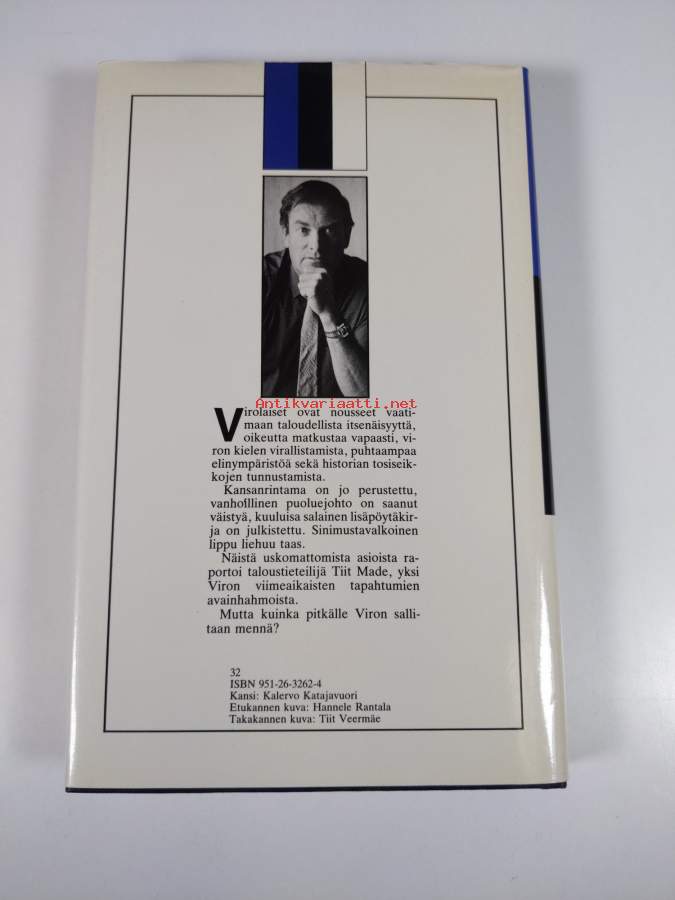 Antikvariaatti.net
Virolaiset ovat nousseet vaati-
maan taloudellista itsenäisyyttä,
oikeutta matkustaa vapaasti, vi-
ron kielen virallistamista, puhtaampaa
elinympäristöä sekä historian tosiseik-
kojen tunnustamista.
Kansanrintama on jo perustettu,
vanhoillinen puoluejohto on saanut
väistyä, kuuluisa salainen lisäpöytäkir-
ja on julkistettu. Sinimustavalkoinen
lippu liehuu taas.
Näistä uskomattomista asioista ra-
portoi taloustieteilijä Tiit Made, yksi
Viron viimeaikaisten tapahtumien
avainhahmoista.
Mutta kuinka pitkälle Viron salli-
taan mennä?
32
ISBN 951-26-3262-4
Kansi: Kalervo Katajavuori
Etukannen kuva: Hannele Rantala
Takakannen kuva: Tiit Veermäe